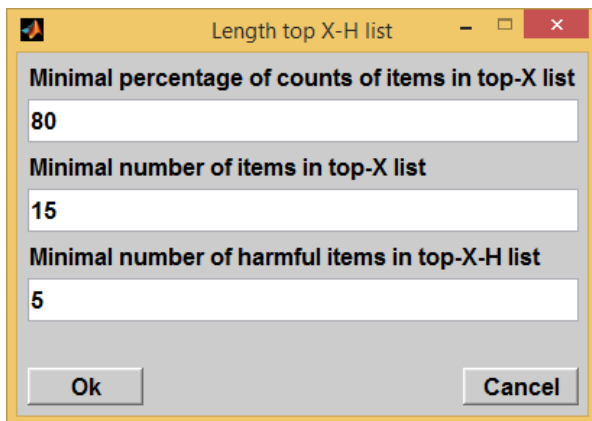 Length top X-H list
Minimal percentage of counts of items in top-X list
80
Minimal number of items in top-X list
15
Minimal number of harmful items in top-X-H list
5
Ok Cancel